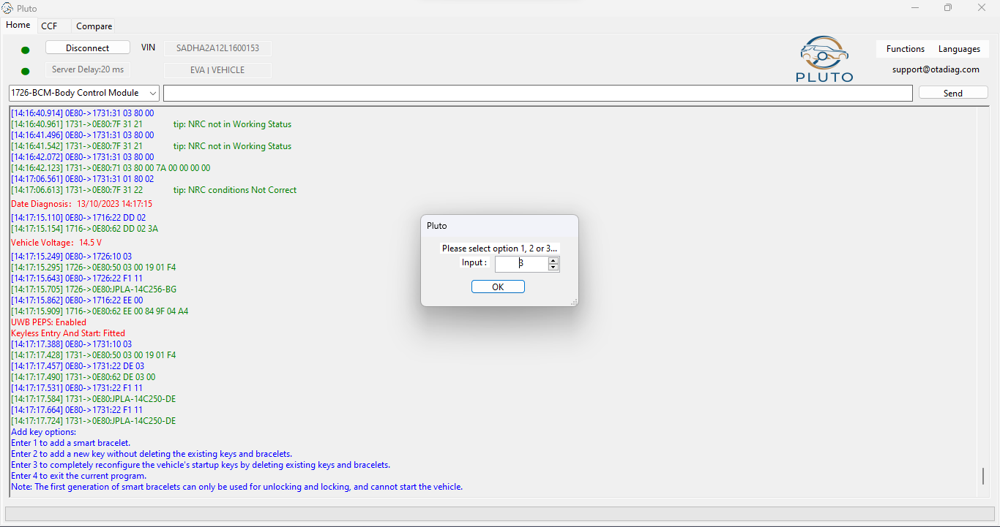 Pluto
Home CCF Compare
Disconnect VIN SADHA2A12L1600153 Functions Languages
Server Delay:20 ms EVA | VEHICLE support@otadiag.com
PLUTO
1726-BCM-Body Control Module Send
[14:16:40.914] 0E80->1731:31 03 80 00
[14:16:40.961] 1731->0E80:7F 31 21 tip: NRC not in Working Status
[14:16:41.496] 0E80->1731:31 03 80 00
[14:16:41.542] 1731->0E80:7F 31 21 tip: NRC not in Working Status
[14:16:42.072] 0E80->1731:31 03 80 00
[14:16:42.123] 1731->0E80:71 03 80 00 7A 00 00 00 00
[14:17:06.561] 0E80->1731:31 01 80 02
[14:17:06.613] 1731->0E80:7F 31 22 tip: NRC conditions Not Correct
Date Diagnosis: 13/10/2023 14:17:15
[14:17:15.110] 0E80->1716:22 DD 02
[14:17:15.154] 1716->0E80:62 DD 02 3A
Vehicle Voltage: 14.5 V
[14:17:15.249] 0E80->1726:10 03
[14:17:15.295] 1726->0E80:50 03 00 19 01 F4
[14:17:15.643] 0E80->1726:22 F1 11
[14:17:15.705] 1726->0E80:JPLA-14C256-BG
[14:17:15.862] 0E80->1716:22 EE 00
[14:17:15.909] 1716->0E80:62 EE 00 84 9F 04 A4
UWB PEPS: Enabled
Keyless Entry And Start: Fitted
[14:17:17.388] 0E80->1731:10 03
[14:17:17.428] 1731->0E80:50 03 00 19 01 F4
[14:17:17.457] 0E80->1731:22 DE 03
[14:17:17.490] 1731->0E80:62 DE 03 00
[14:17:17.531] 0E80->1731:22 F1 11
[14:17:17.584] 1731->0E80:JPLA-14C250-DE
[14:17:17.664] 0E80->1731:22 F1 11
[14:17:17.724] 1731->0E80:JPLA-14C250-DE
Add key options:
Enter 1 to add a smart bracelet.
Enter 2 to add a new key without deleting the existing keys and bracelets.
Enter 3 to completely reconfigure the vehicle's startup keys by deleting existing keys and bracelets.
Enter 4 to exit the current program.
Note: The first generation of smart bracelets can only be used for unlocking and locking, and cannot start the vehicle.
Pluto
Please select option 1, 2 or 3...
Input: 3
OK